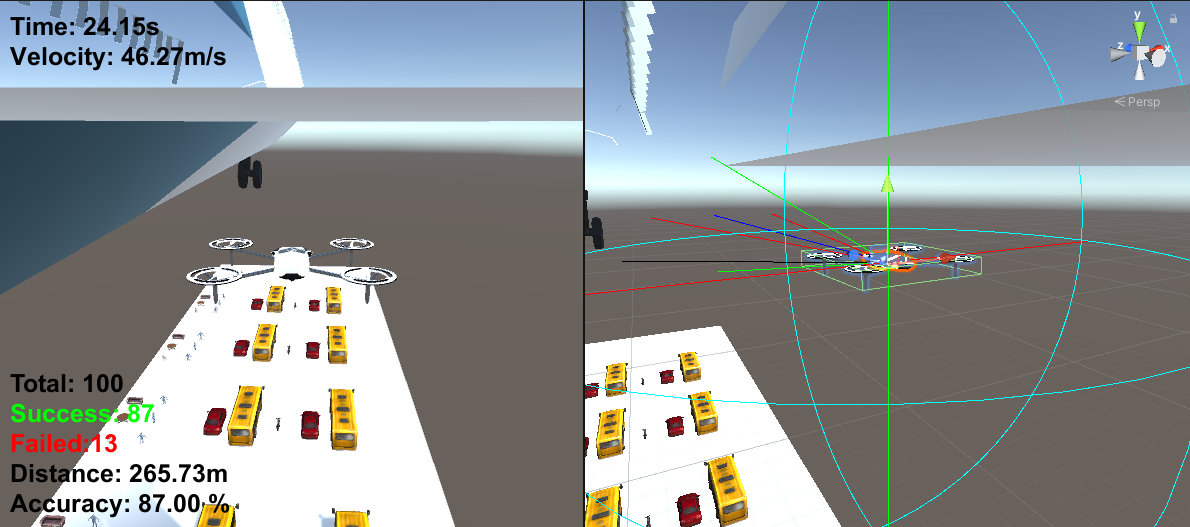 Time: 24.15s
Velocity: 46.27m/s
Total: 100
Success: 87
Failed:13
Distance: 265.73m
Accuracy: 87.00 %
y
z
x
Persp